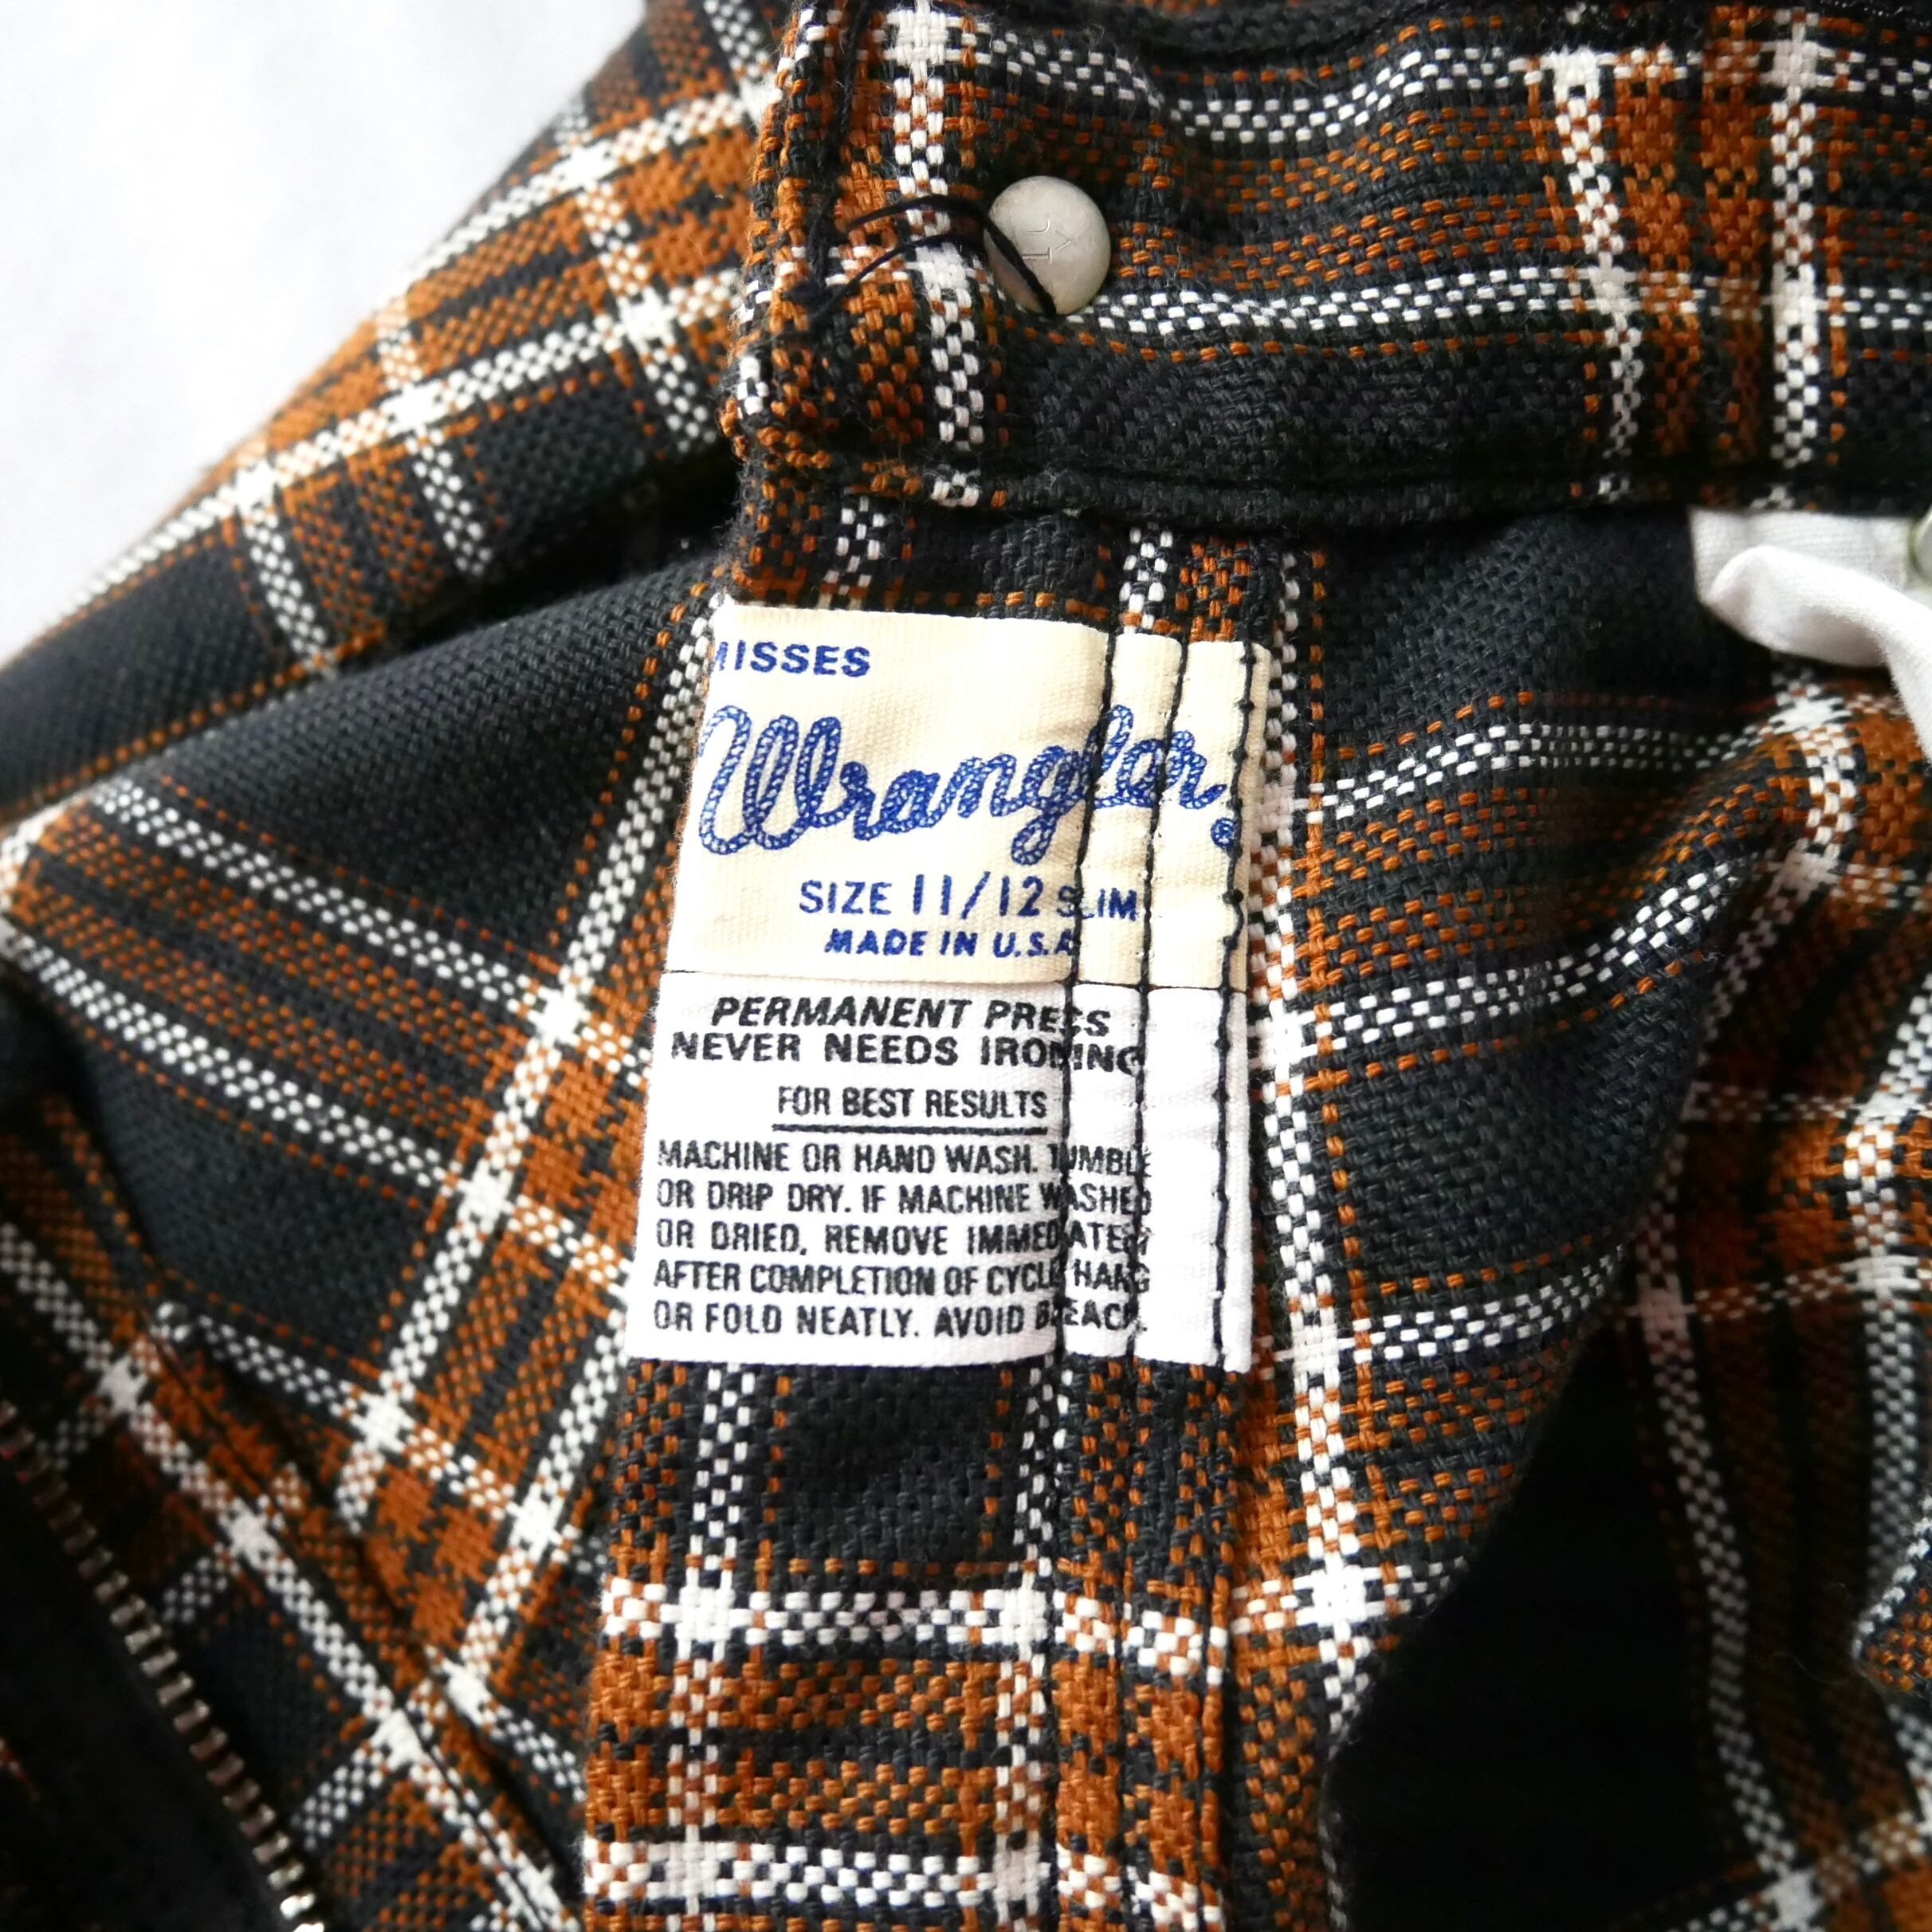 MISSES
Wrangler®
SIZE 11/12 SLIM
MADE IN U.S.A
PERMANENT PRESS
NEVER NEEDS IRONING
FOR BEST RESULTS
MACHINE OR HAND WASH. TUMBLE
OR DRIP DRY. IF MACHINE WASHED
OR DRIED, REMOVE IMMEDIATELY
AFTER COMPLETION OF CYCLE HANG
OR FOLD NEATLY. AVOID BLEACH.